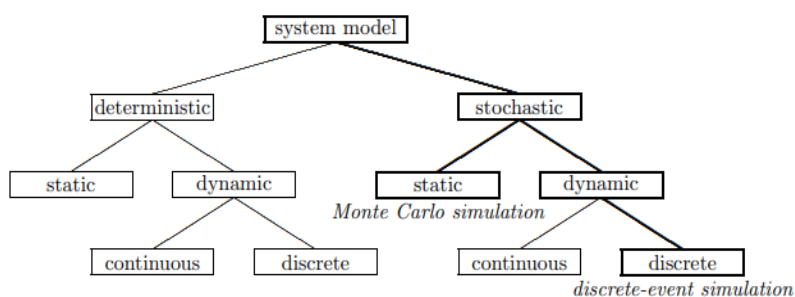 system model
deterministic
stochastic
static
dynamic
static
dynamic
Monte Carlo simulation
continuous
discrete
continuous
discrete
discrete-event simulation